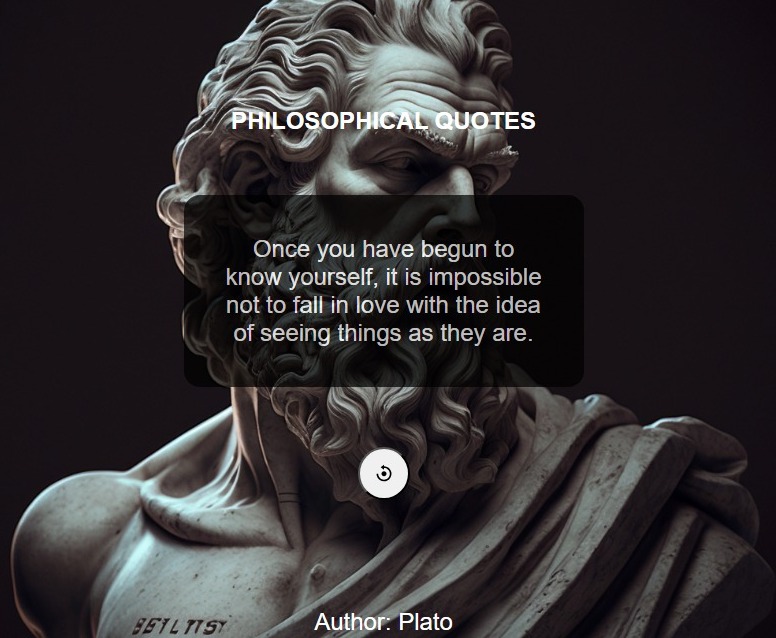 PHILOSOPHICAL QUOTES
Once you have begun to
know yourself, it is impossible
not to fall in love with the idea
of seeing things as they are.
Author: Plato